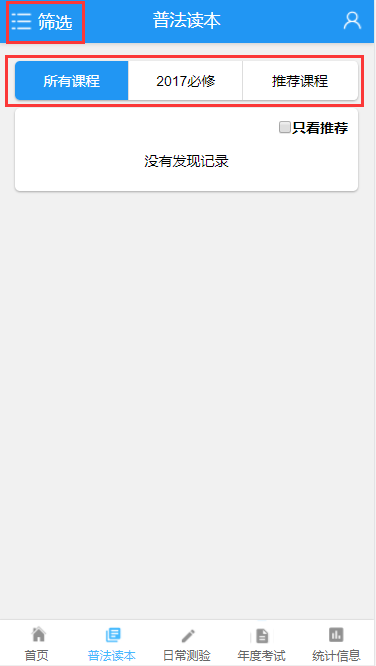 筛选 普法读本
所有课程 2017必修 推荐课程
只看推荐
没有发现记录
首页 普法读本 日常测验 年度考试 统计信息